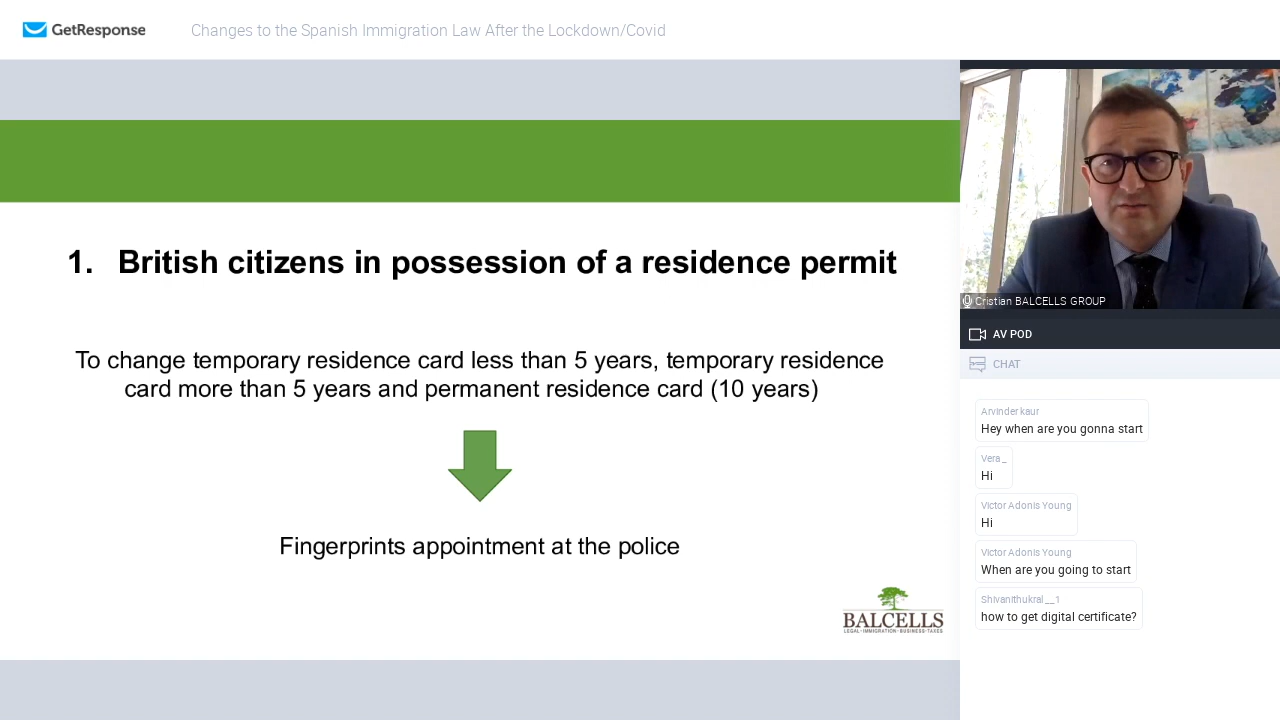 GetResponse
Changes to the Spanish Immigration Law After the Lockdown/Covid
1. British citizens in possession of a residence permit
To change temporary residence card less than 5 years, temporary residence
card more than 5 years and permanent residence card (10 years)
Fingerprints appointment at the police
BALCELLS
LEGAL·IMMIGRATION·BUSINESS·TAXES
Cristian BALCELLS GROUP
AV POD
CHAT
Arvinder kaur
Hey when are you gonna start
Vera_
Hi
Victor Adonis Young
Hi
Victor Adonis Young
When are you going to start
Shivanithukral__1
how to get digital certificate?